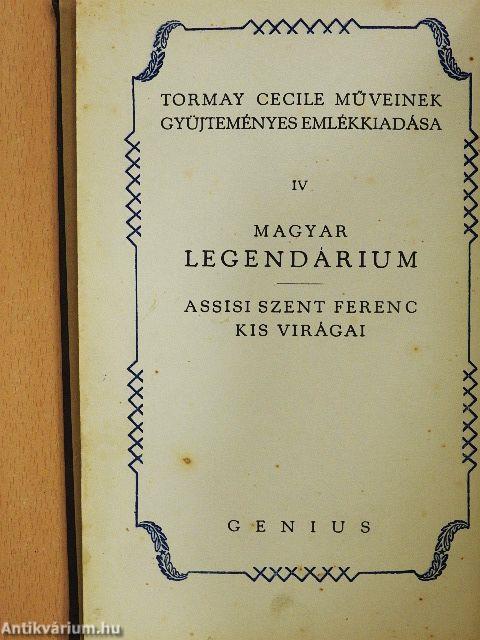 TORMAY CECILE MŰVEINEK
GYŰJTEMÉNYES EMLÉKKIADÁSA
IV
MAGYAR
LEGENDÁRIUM
ASSISI SZENT FERENC
KIS VIRÁGAI
GENIUS
Antikvárium.hu